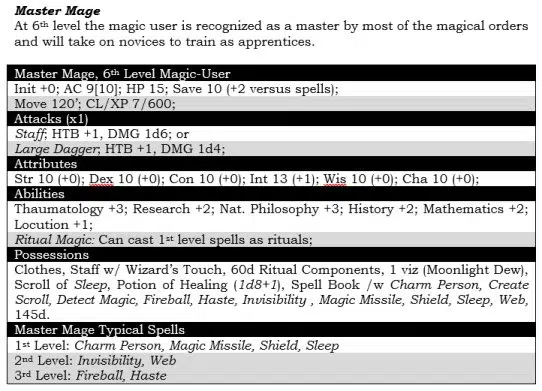 Master Mage
At 6th level the magic user is recognized as a master by most of the magical orders
and will take on novices to train as apprentices.
Master Mage, 6th Level Magic-User
Init +0; AC 9[10]; HP 15; Save 10 (+2 versus spells);
Move 120’; CL/XP 7/600;
Attacks (x1)
Staff; HTB +1, DMG 1d6; or
Large Dagger; HTB +1, DMG 1d4;
Attributes
Str 10 (+0); Dex 10 (+0); Con 10 (+0); Int 13 (+1); Wis 10 (+0); Cha 10 (+0);
Abilities
Thaumatology +3; Research +2; Nat. Philosophy +3; History +2; Mathematics +2;
Locution +1;
Ritual Magic: Can cast 1st level spells as rituals;
Possessions
Clothes, Staff w/ Wizard’s Touch, 60d Ritual Components, 1 viz (Moonlight Dew),
Scroll of Sleep, Potion of Healing (1d8+1), Spell Book /w Charm Person, Create
Scroll, Detect Magic, Fireball, Haste, Invisibility , Magic Missile, Shield, Sleep, Web,
145d.
Master Mage Typical Spells
1st Level: Charm Person, Magic Missile, Shield, Sleep
2nd Level: Invisibility, Web
3rd Level: Fireball, Haste